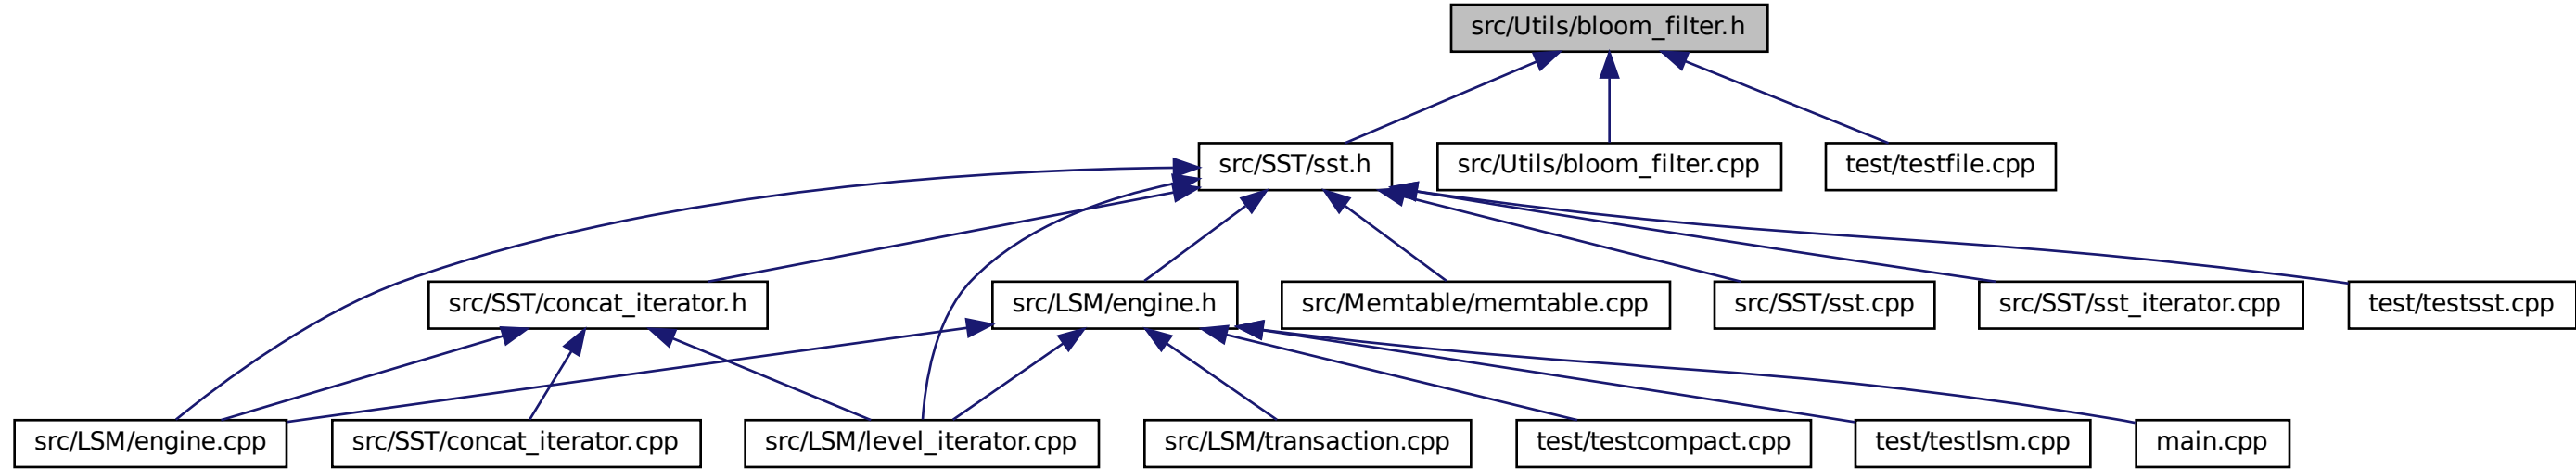 src/Utils/bloom_filter.h
src/SST/sst.h
src/Utils/bloom_filter.cpp
test/testfile.cpp
src/SST/concat_iterator.h
src/LSM/engine.h
src/Memtable/memtable.cpp
src/SST/sst.cpp
src/SST/sst_iterator.cpp
test/testsst.cpp
src/LSM/engine.cpp
src/SST/concat_iterator.cpp
src/LSM/level_iterator.cpp
src/LSM/transaction.cpp
test/testcompact.cpp
test/testlsm.cpp
main.cpp